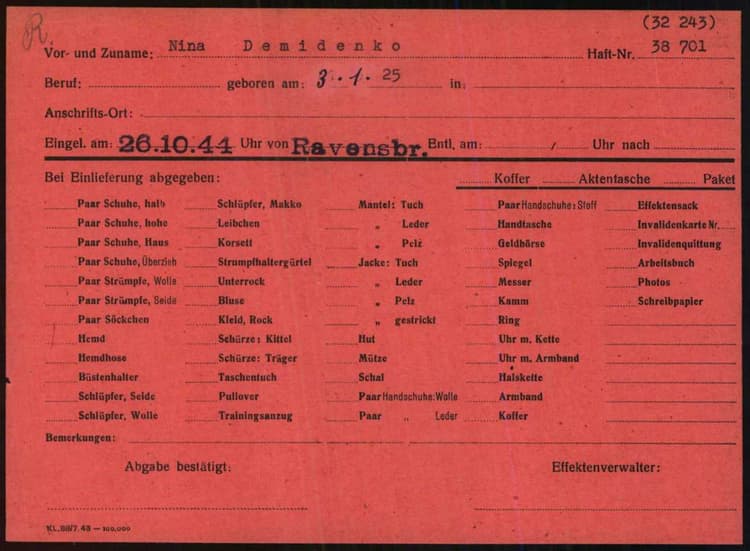 R
(32 243)
Vor- und Zuname: Nina Demidenko Haft-Nr. 38 701
Beruf: geboren am: 3.1.25 in:
Anschrifts-Ort:
Eingel. am: 26.10.44 Uhr von Ravensbr. Entl. am: / Uhr nach
Bei Einlieferung abgegeben: Koffer Aktentasche Paket
Paar Schuhe, halb Schlüpfer, Makko Mantel: Tuch Paar Handschuhe: Stoff Effektensack
Paar Schuhe, hohe Leibchen „ Leder Handtasche Invalidenkarte Nr.
Paar Schuhe, Haus Korsett „ Pelz Geldbörse Invalidenquittung
Paar Schuhe, Überzieh Strumpfhaltergürtel Jacke: Tuch Spiegel Arbeitsbuch
Paar Strümpfe, Wolle Unterrock „ Leder Messer Photos
Paar Strümpfe, Seide Bluse „ Pelz Kamm Schreibpapier
Paar Söckchen Kleid, Rock „ gestrickt Ring
Hemd Schürze: Kittel Hut Uhr m. Kette
Hemdhose Schürze: Träger Mütze Uhr m. Armband
Büstenhalter Taschentuch Schal Halskette
Schlüpfer, Seide Pullover Paar Handschuhe: Wolle Armband
Schlüpfer, Wolle Trainingsanzug Paar „ Leder Koffer
Bemerkungen:
Abgabe bestätigt: Effektenverwalter:
KL.88/7.43 — 100.000